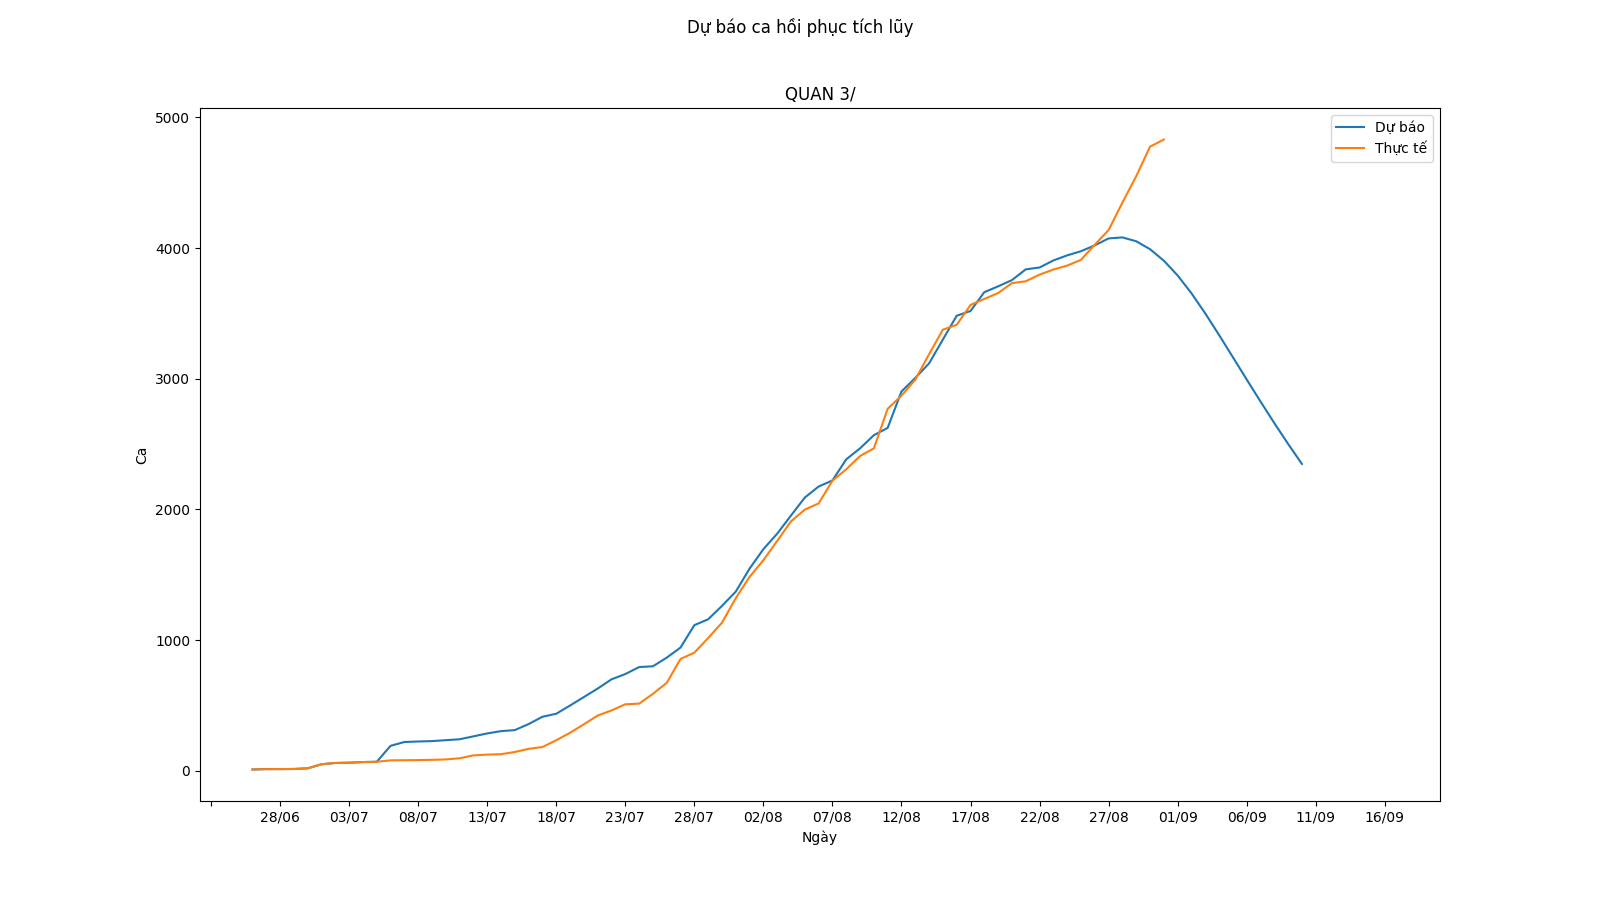 Dự báo ca hồi phục tích lũy
QUAN 3/
5000
4000
3000
2000
1000
0
Ca
Dự báo
Thực tế
28/06 03/07 08/07 13/07 18/07 23/07 28/07 02/08 07/08 12/08 17/08 22/08 27/08 01/09 06/09 11/09 16/09
Ngày